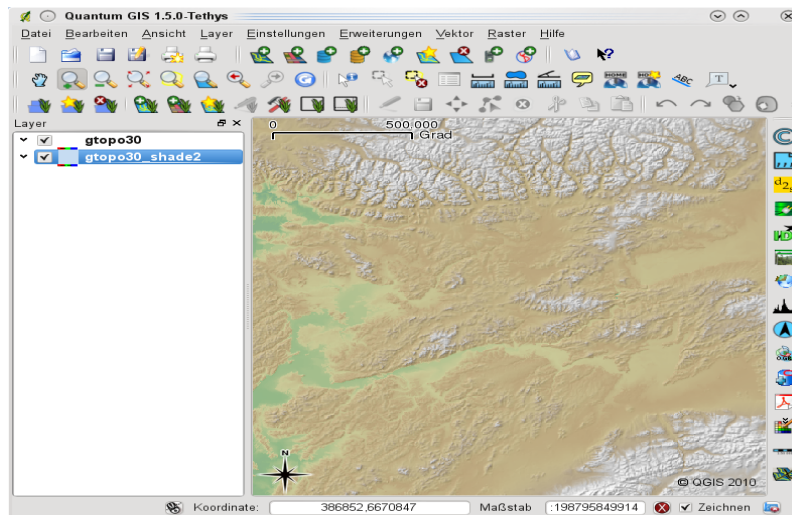 Quantum GIS 1.5.0-Tethys
Datei Bearbeiten Ansicht Layer Einstellungen Erweiterungen Vektor Raster Hilfe
ABC
T
Layer
gtopo30
gtopo30_shade2
0 500,000
Grad
N
© QGIS 2010
Koordinate: 386852,6670847 Maßstab :198795849914 Zeichnen